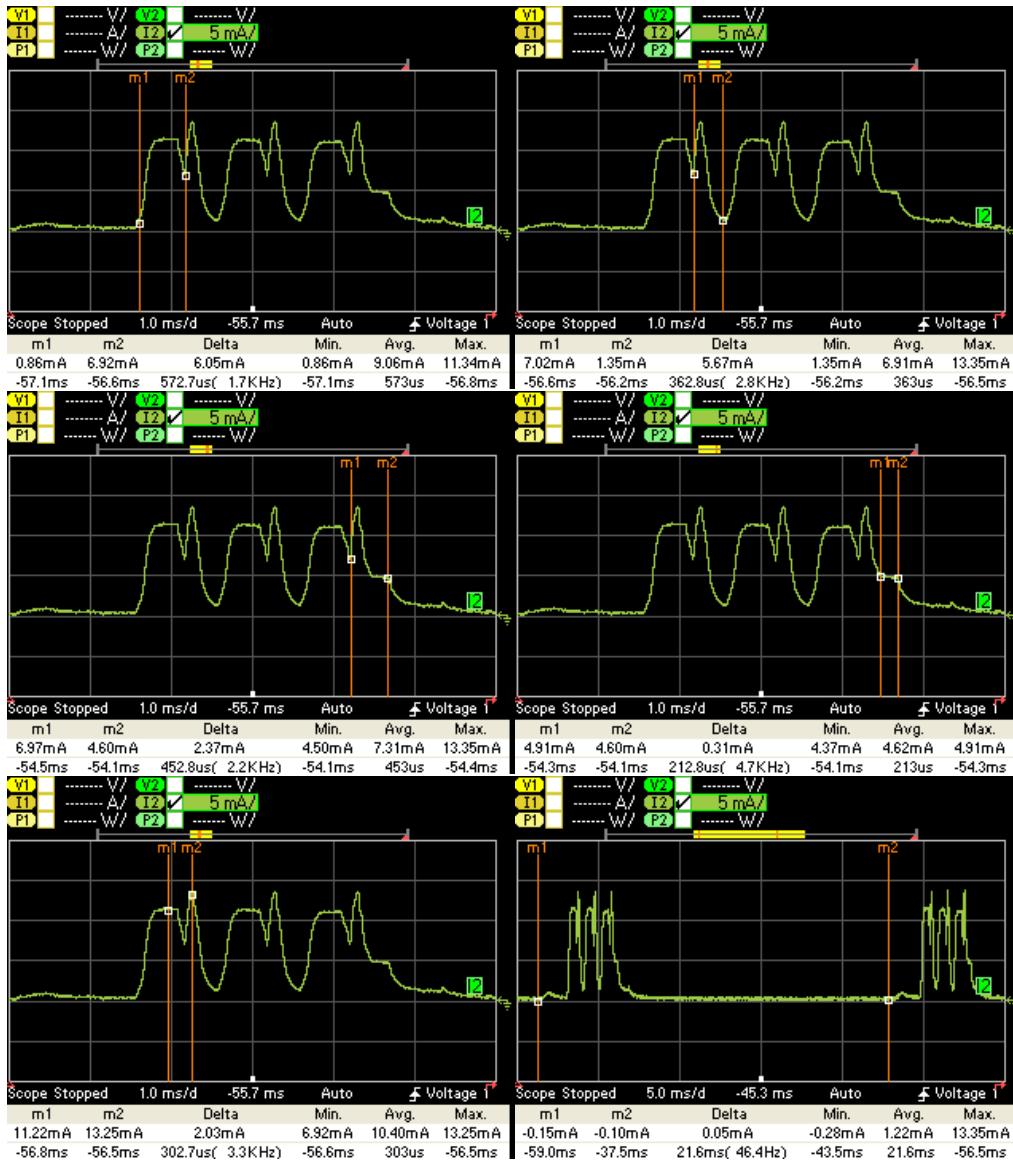 V1 ----- V/ V2 ----- V/ V1 ----- V/ V2 ----- V/
I1 ----- A/ I2 ✓ 5 mA/ I1 ----- A/ I2 ✓ 5 mA/
P1 ----- W/ P2 ----- W/ P1 ----- W/ P2 ----- W/
m1 m2 m1 m2
I2 I2
Scope Stopped 1.0 ms/d -55.7 ms Auto Voltage 1 Scope Stopped 1.0 ms/d -55.7 ms Auto Voltage 1
m1 m2 Delta Min. Avg. Max. m1 m2 Delta Min. Avg. Max.
0.86mA 6.92mA 6.05mA 0.86mA 9.06mA 11.34mA 7.02mA 1.35mA 5.67mA 1.35mA 6.91mA 13.35mA
-57.1ms -56.6ms 572.7us( 1.7KHz) -57.1ms 573us -56.8ms -56.6ms -56.2ms 362.8us( 2.8KHz) -56.2ms 363us -56.5ms
V1 ----- V/ V2 ----- V/ V1 ----- V/ V2 ----- V/
I1 ----- A/ I2 ✓ 5 mA/ I1 ----- A/ I2 ✓ 5 mA/
P1 ----- W/ P2 ----- W/ P1 ----- W/ P2 ----- W/
m1 m2 m1 m2
I2 I2
Scope Stopped 1.0 ms/d -55.7 ms Auto Voltage 1 Scope Stopped 1.0 ms/d -55.7 ms Auto Voltage 1
m1 m2 Delta Min. Avg. Max. m1 m2 Delta Min. Avg. Max.
6.97mA 4.60mA 2.37mA 4.50mA 7.31mA 13.35mA 4.91mA 4.60mA 0.31mA 4.37mA 4.62mA 4.91mA
-54.5ms -54.1ms 452.8us( 2.2KHz) -54.1ms 453us -54.4ms -54.3ms -54.1ms 212.8us( 4.7KHz) -54.1ms 213us -54.3ms
V1 ----- V/ V2 ----- V/ V1 ----- V/ V2 ----- V/
I1 ----- A/ I2 ✓ 5 mA/ I1 ----- A/ I2 ✓ 5 mA/
P1 ----- W/ P2 ----- W/ P1 ----- W/ P2 ----- W/
m1 m2 m1 m2
I2 I2
Scope Stopped 1.0 ms/d -55.7 ms Auto Voltage 1 Scope Stopped 5.0 ms/d -45.3 ms Auto Voltage 1
m1 m2 Delta Min. Avg. Max. m1 m2 Delta Min. Avg. Max.
11.22mA 13.25mA 2.03mA 6.92mA 10.40mA 13.25mA -0.15mA -0.10mA 0.05mA -0.28mA 1.22mA 13.35mA
-56.8ms -56.5ms 302.7us( 3.3KHz) -56.6ms 303us -56.5ms -59.0ms -37.5ms 21.6ms( 46.4Hz) -43.5ms 21.6ms -56.5ms